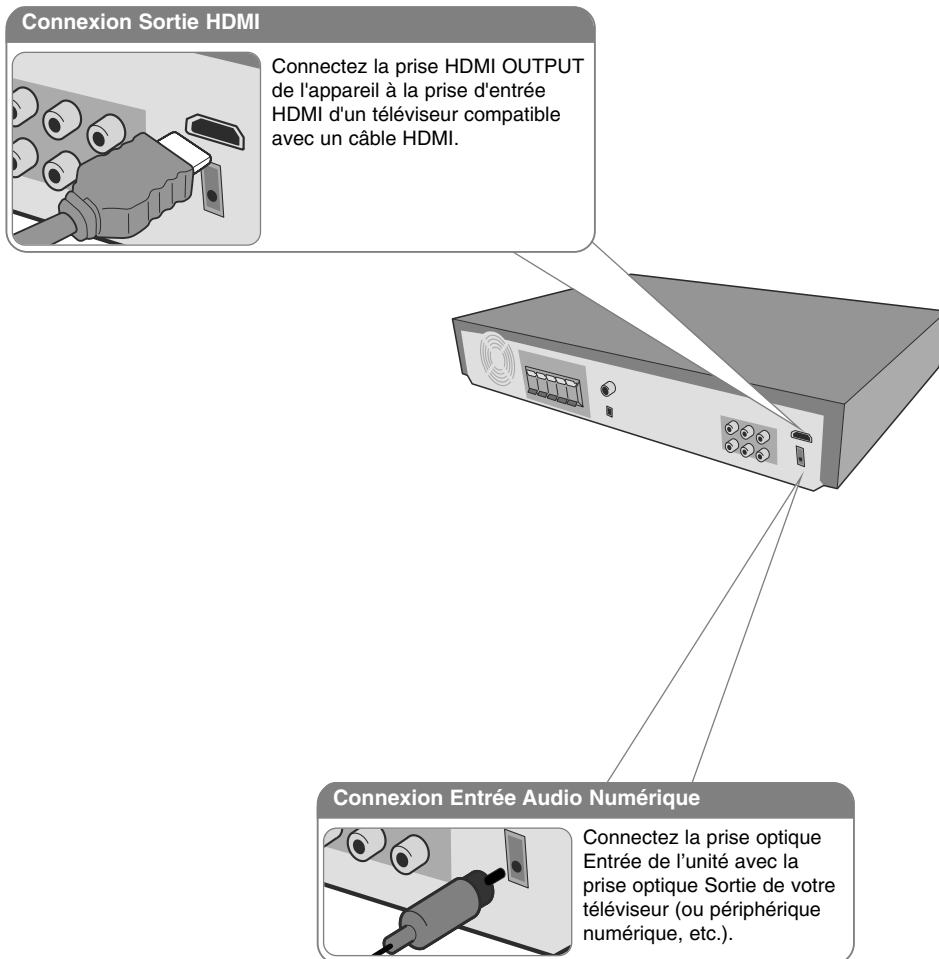 Connexion Sortie HDMI
Connectez la prise HDMI OUTPUT
de l'appareil à la prise d'entrée
HDMI d'un téléviseur compatible
avec un câble HDMI.
Connexion Entrée Audio Numérique
Connectez la prise optique
Entrée de l’unité avec la
prise optique Sortie de votre
téléviseur (ou périphérique
numérique, etc.).